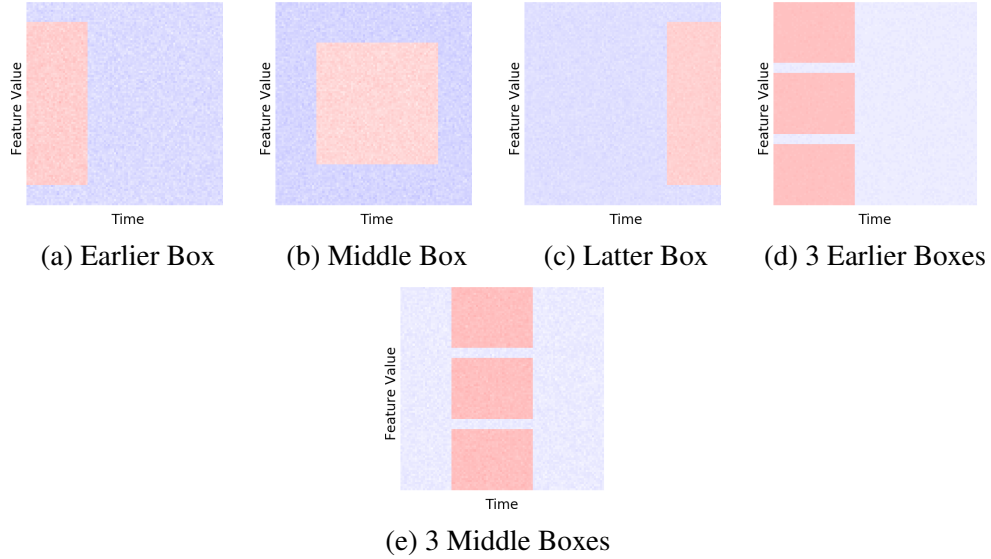 Feature Value
Time
(a) Earlier Box
Feature Value
Time
(b) Middle Box
Feature Value
Time
(c) Latter Box
Feature Value
Time
(d) 3 Earlier Boxes
Feature Value
Time
(e) 3 Middle Boxes